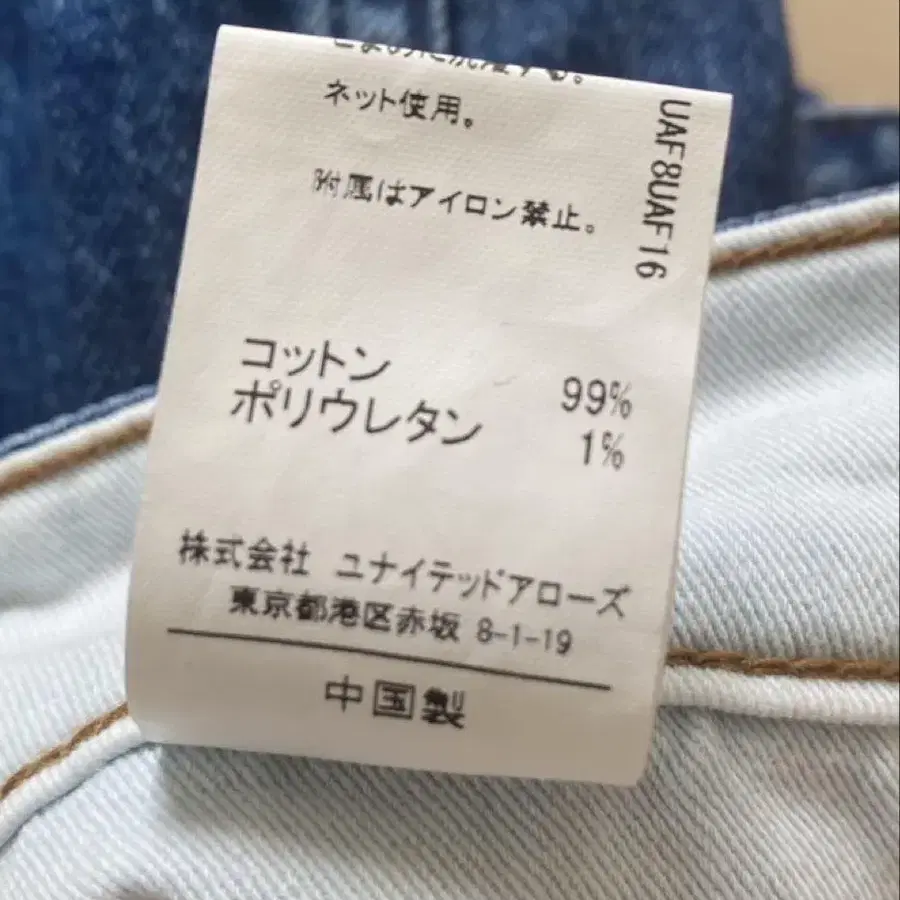 ネット使用。
附属はアイロン禁止。
UAF8UAF16
コットン 99%
ポリウレタン 1%
株式会社 ユナイテッドアローズ
東京都港区赤坂 8-1-19
中国製